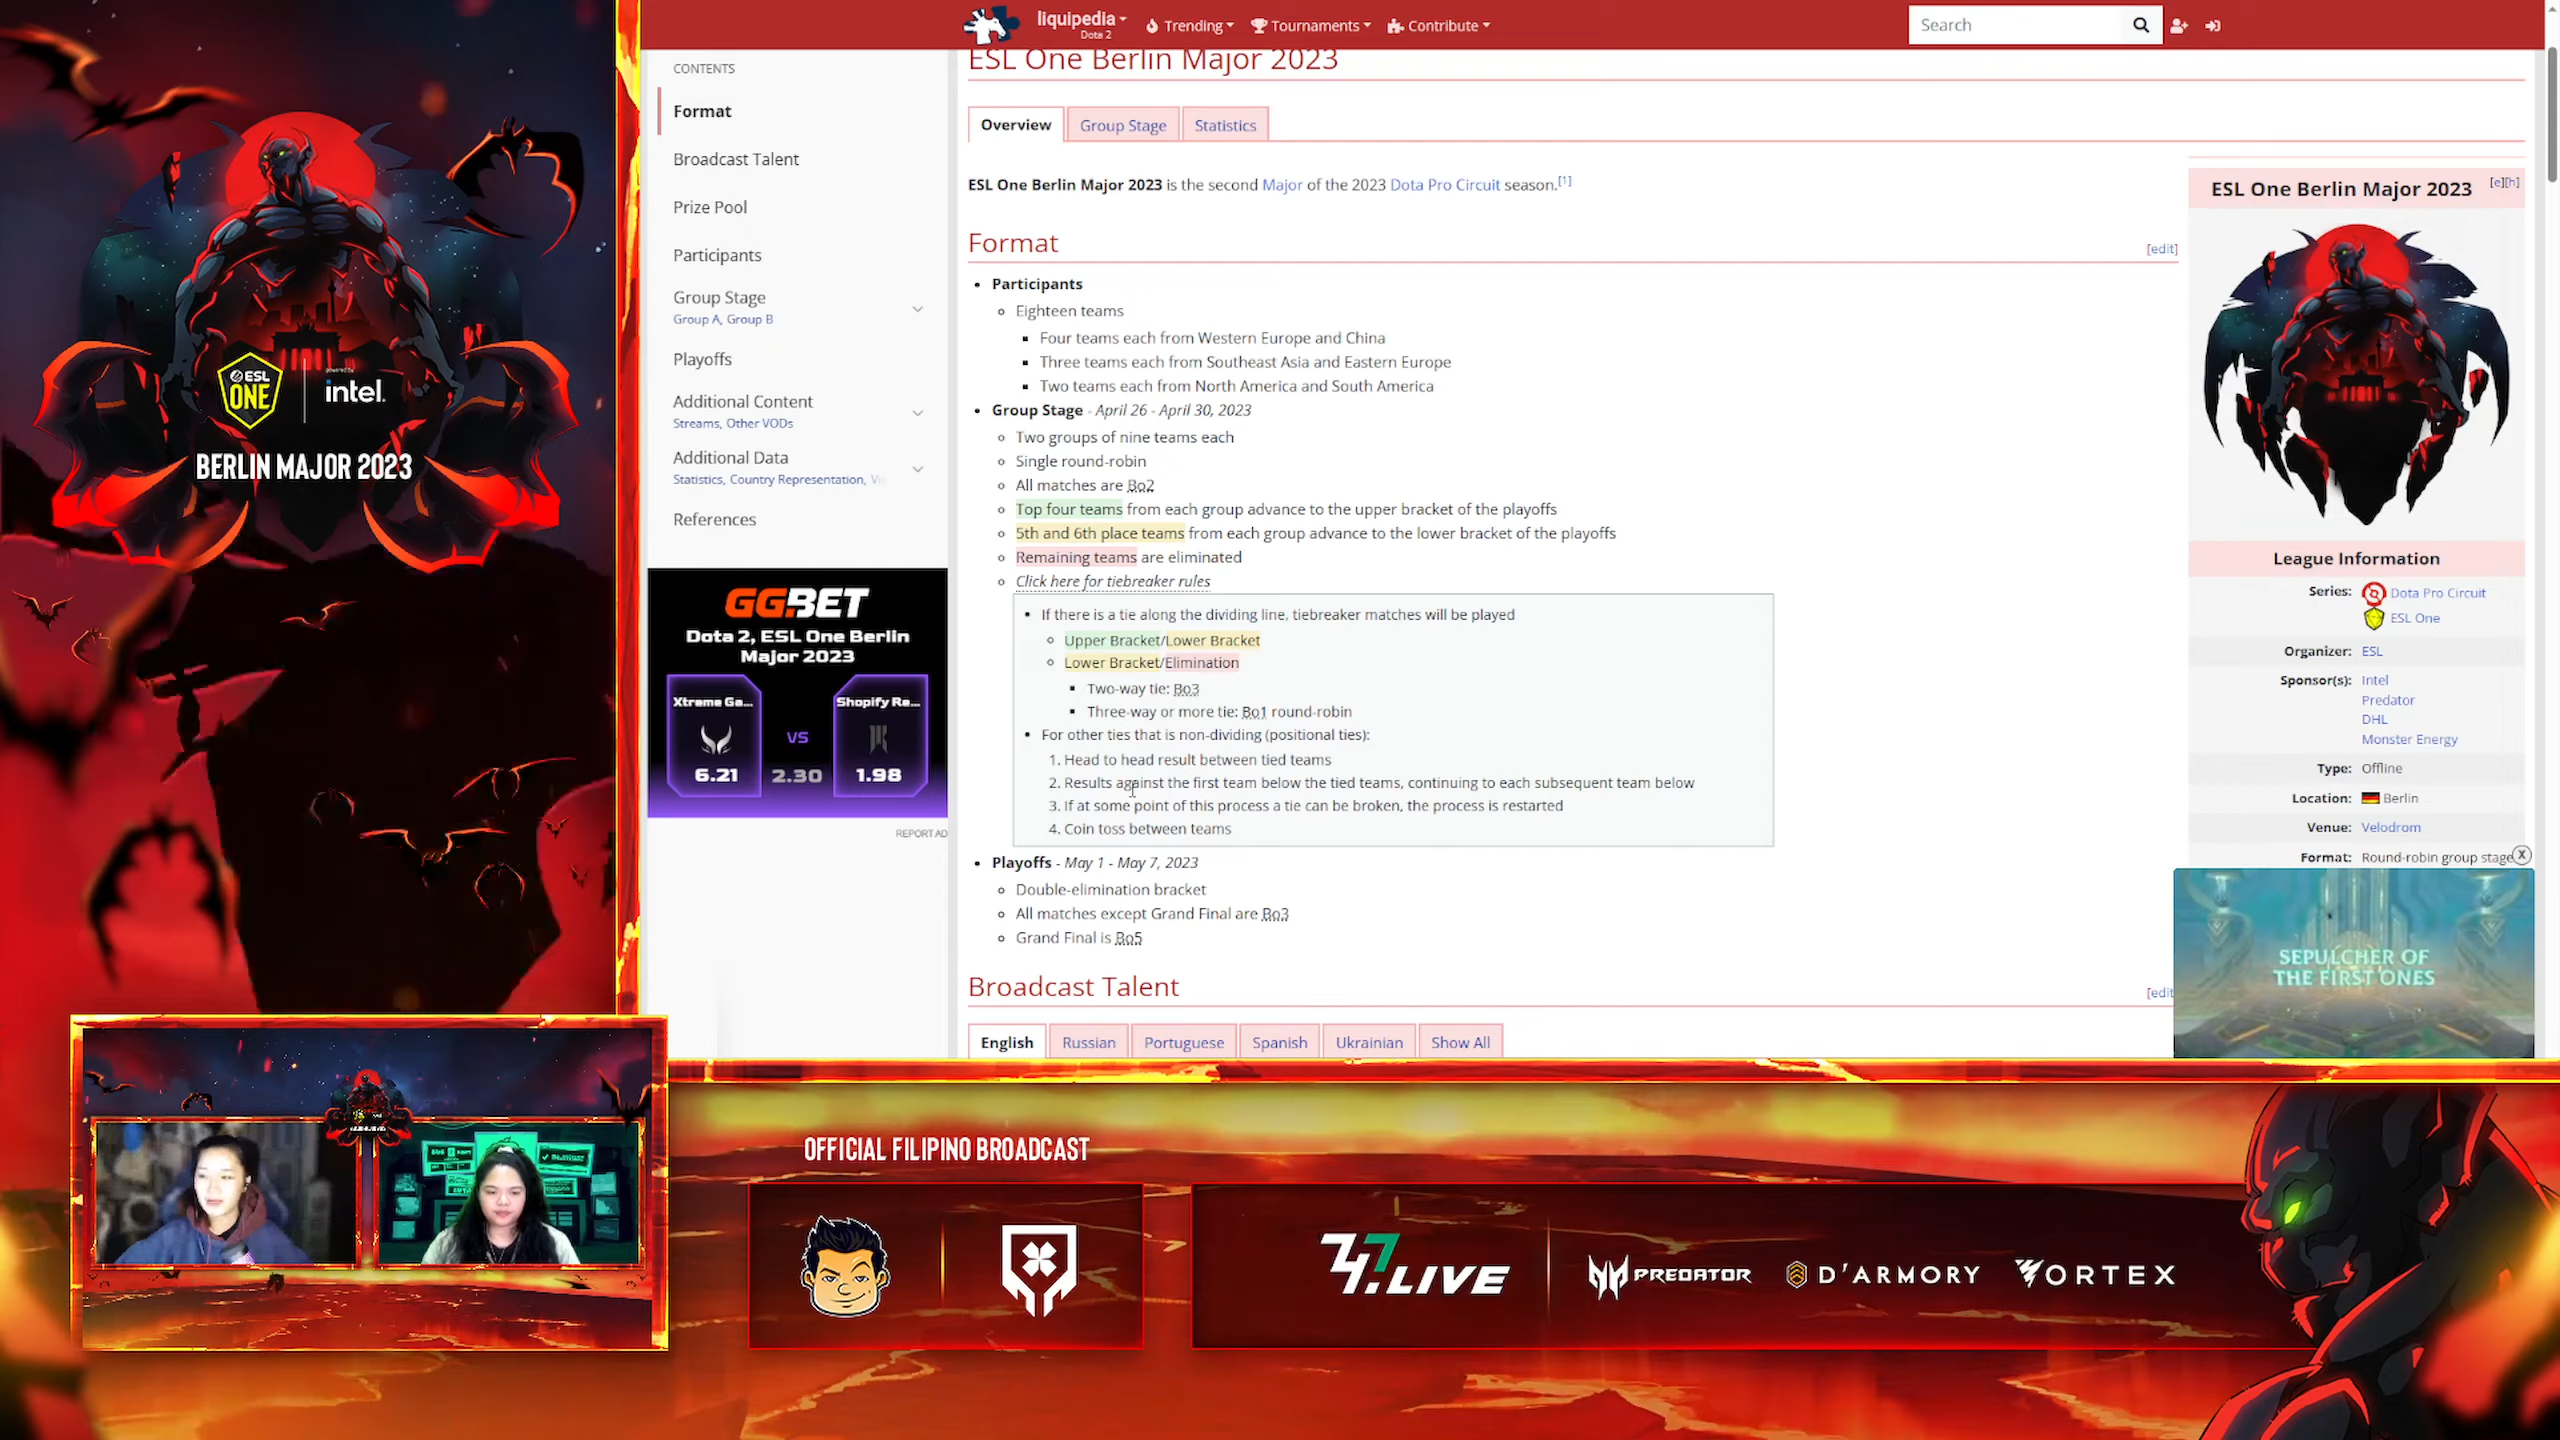 liquipedia
Dota 2
Trending
Tournaments
Contribute
Search
CONTENTS
Format
Broadcast Talent
Prize Pool
Participants
Group Stage
Group A, Group B
Playoffs
Additional Content
Streams, Other VODs
Additional Data
Statistics, Country Representation,
References
GG.BET
Dota 2, ESL One Berlin
Major 2023
Xtreme Ga...
Shopify Re...
VS
6.21
2.30
1.98
REPORT AD
ESL One Berlin Major 2023
Overview
Group Stage
Statistics
ESL One Berlin Major 2023 is the second Major of the 2023 Dota Pro Circuit season.[1]
Format
[edit]
Participants
Eighteen teams
Four teams each from Western Europe and China
Three teams each from Southeast Asia and Eastern Europe
Two teams each from North America and South America
Group Stage - April 26 - April 30, 2023
Two groups of nine teams each
Single round-robin
All matches are Bo2
Top four teams from each group advance to the upper bracket of the playoffs
5th and 6th place teams from each group advance to the lower bracket of the playoffs
Remaining teams are eliminated
Click here for tiebreaker rules
If there is a tie along the dividing line, tiebreaker matches will be played
Upper Bracket/Lower Bracket
Lower Bracket/Elimination
Two-way tie: Bo3
Three-way or more tie: Bo1 round-robin
For other ties that is non-dividing (positional ties):
1. Head to head result between tied teams
2. Results against the first team below the tied teams, continuing to each subsequent team below
3. If at some point of this process a tie can be broken, the process is restarted
4. Coin toss between teams
Playoffs - May 1 - May 7, 2023
Double-elimination bracket
All matches except Grand Final are Bo3
Grand Final is Bo5
Broadcast Talent
[edit
English
Russian
Portuguese
Spanish
Ukrainian
Show All
ESL One Berlin Major 2023
[e][h]
League Information
Series: Dota Pro Circuit
ESL One
Organizer: ESL
Sponsor(s): Intel
Predator
DHL
Monster Energy
Type: Offline
Location: Berlin
Venue: Velodrom
Format: Round-robin group stage
X
SEPULCHER OF
THE FIRST ONES
ESL
ONE
intel.
BERLIN MAJOR 2023
OFFICIAL FILIPINO BROADCAST
747.LIVE
PREDATOR
D'ARMORY
VORTEX